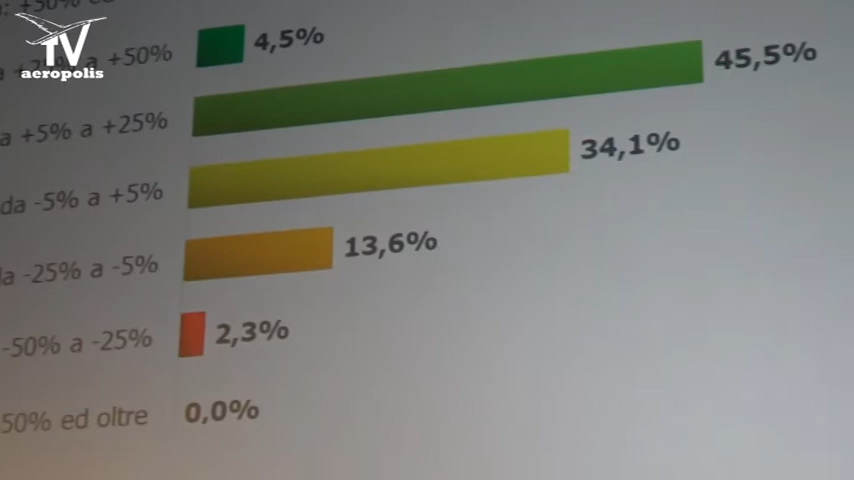 +50%
TV
aeropolis
a +50% 4,5%
a +5% a +25% 45,5%
da -5% a +5% 34,1%
da -25% a -5% 13,6%
-50% a -25% 2,3%
50% ed oltre 0,0%